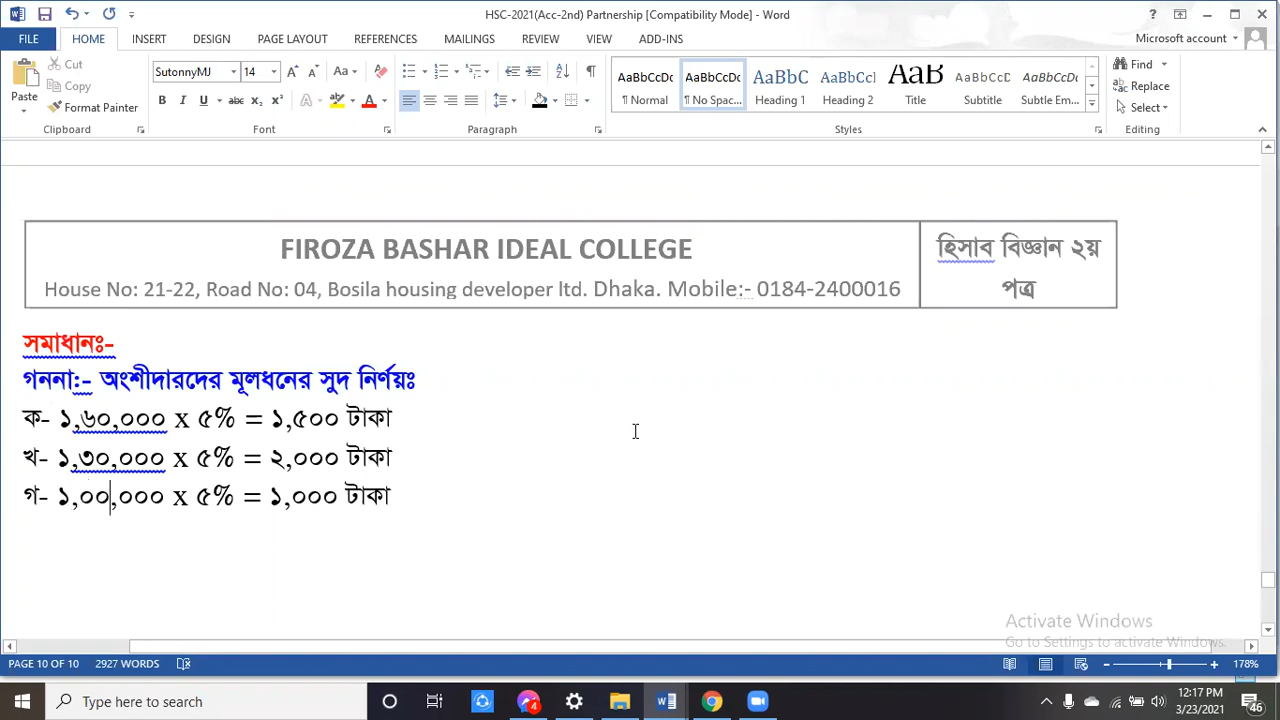 HSC-2021(Acc-2nd) Partnership [Compatibility Mode] - Word
FILE HOME INSERT DESIGN PAGE LAYOUT REFERENCES MAILINGS REVIEW VIEW ADD-INS Microsoft account
Paste
Cut
Copy
Format Painter
Clipboard
SutonnyMJ 14
Font
Paragraph
AaBbCcDc AaBbCcDc AaBbC AaBbCc AaB AaBbCcD AaBbCcDc
¶ Normal ¶ No Spac... Heading 1 Heading 2 Title Subtitle Subtle Em...
Styles
Find
Replace
Select
Editing
FIROZA BASHAR IDEAL COLLEGE
House No: 21-22, Road No: 04, Bosila housing developer ltd. Dhaka. Mobile:- 0184-2400016
হিসাব বিজ্ঞান ২য়
পত্র
সমাধানঃ-
গননা:- অংশীদারদের মূলধনের সুদ নির্ণয়ঃ
ক- ১,৬০,০০০ x ৫% = ১,৫০০ টাকা
খ- ১,৩০,০০০ x ৫% = ২,০০০ টাকা
গ- ১,০০,০০০ x ৫% = ১,০০০ টাকা
Activate Windows
Go to Settings to activate Windows.
PAGE 10 OF 10 2927 WORDS 178%
Type here to search
4
12:17 PM
3/23/2021
46